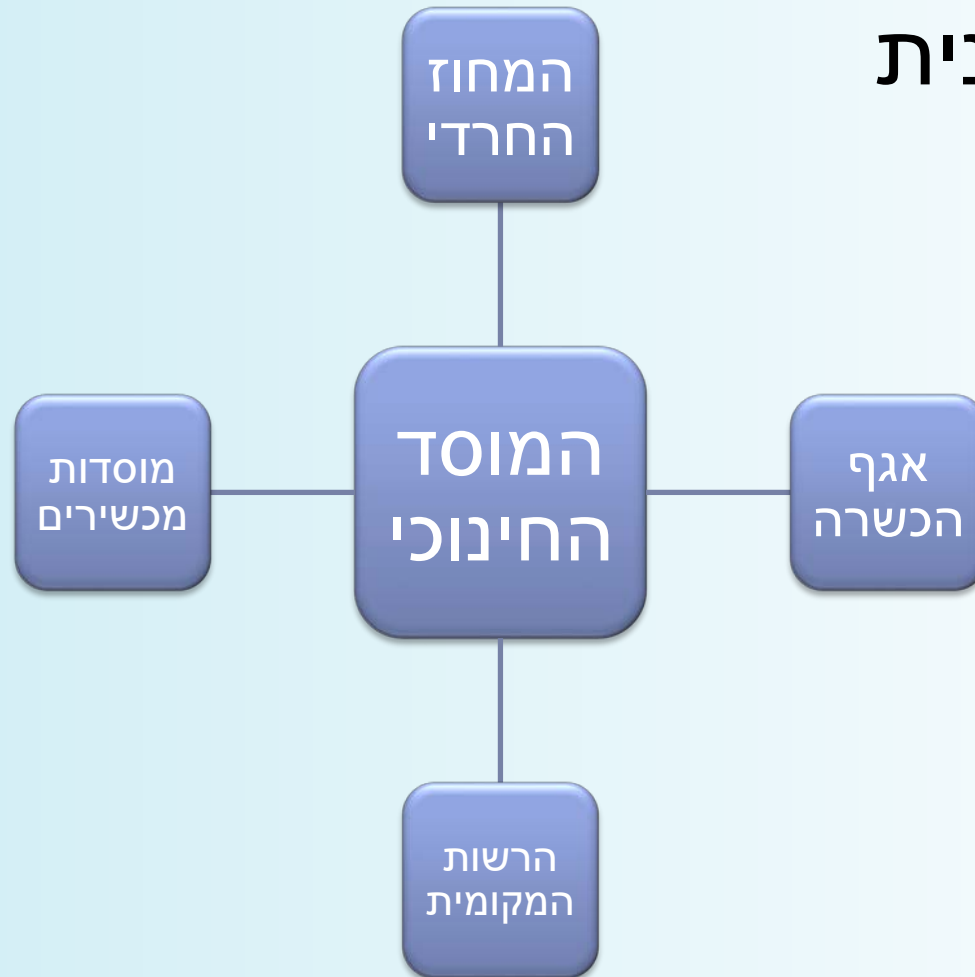 המחוז
החרדי
המוסד
החינוכי
אגף
הכשרה
מוסדות
מכשירים
הרשות
המקומית